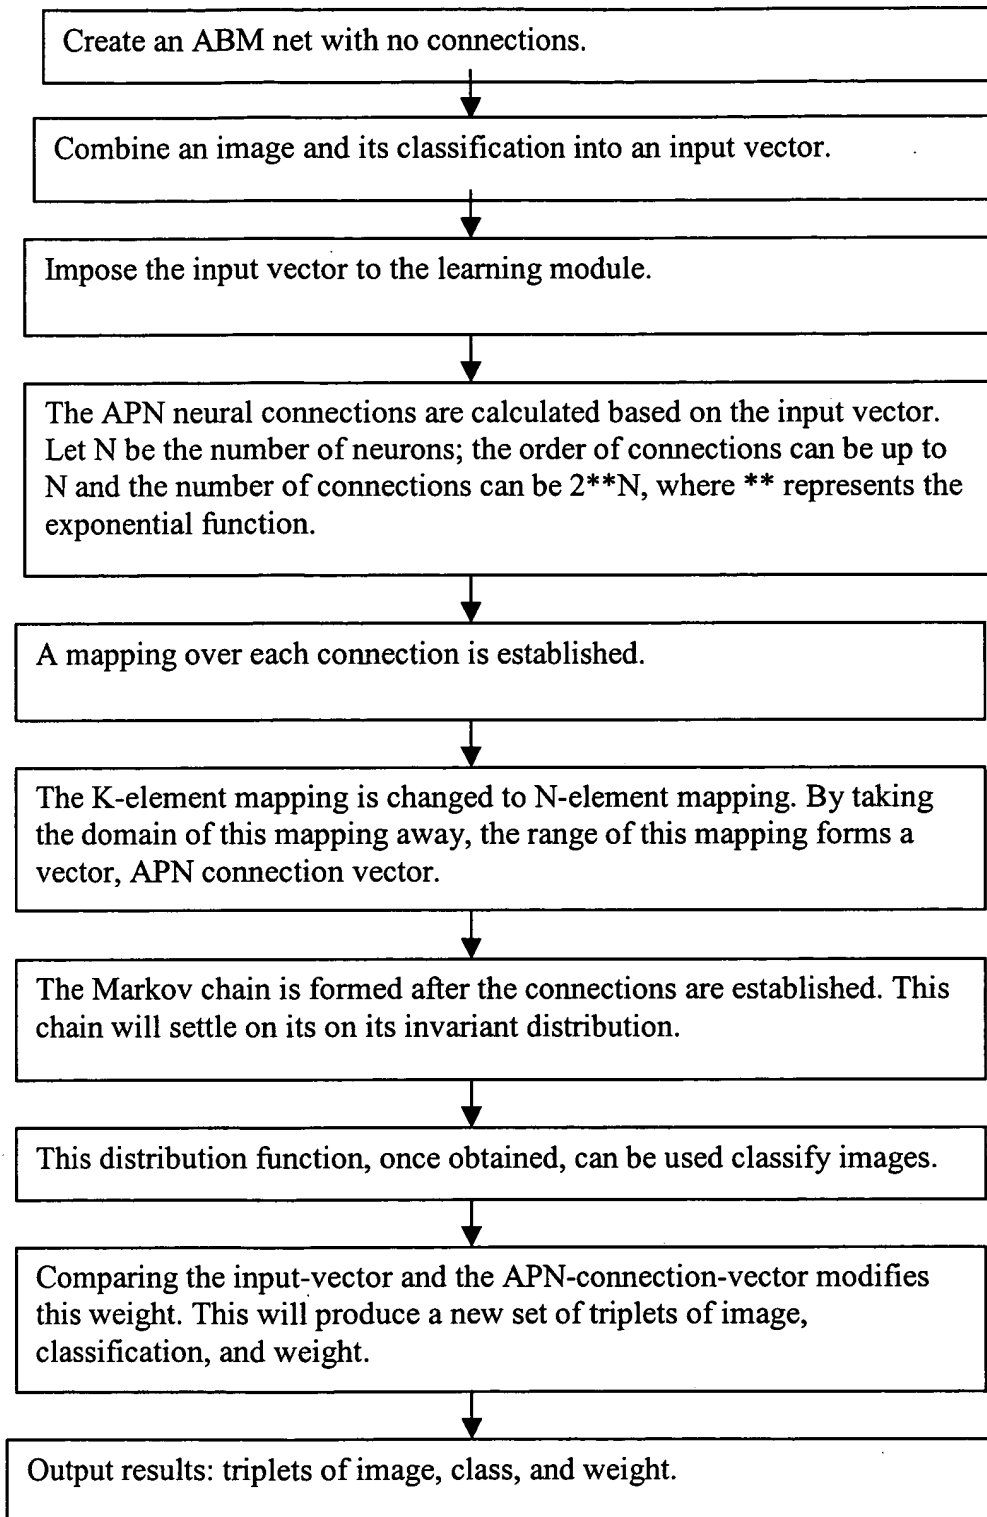 Create an ABM net with no connections.
Combine an image and its classification into an input vector.
Impose the input vector to the learning module.
The APN neural connections are calculated based on the input vector.
Let N be the number of neurons; the order of connections can be up to
N and the number of connections can be 2**N, where ** represents the
exponential function.
A mapping over each connection is established.
The K-element mapping is changed to N-element mapping. By taking
the domain of this mapping away, the range of this mapping forms a
vector, APN connection vector.
The Markov chain is formed after the connections are established. This
chain will settle on its on its invariant distribution.
This distribution function, once obtained, can be used classify images.
Comparing the input-vector and the APN-connection-vector modifies
this weight. This will produce a new set of triplets of image,
classification, and weight.
Output results: triplets of image, class, and weight.